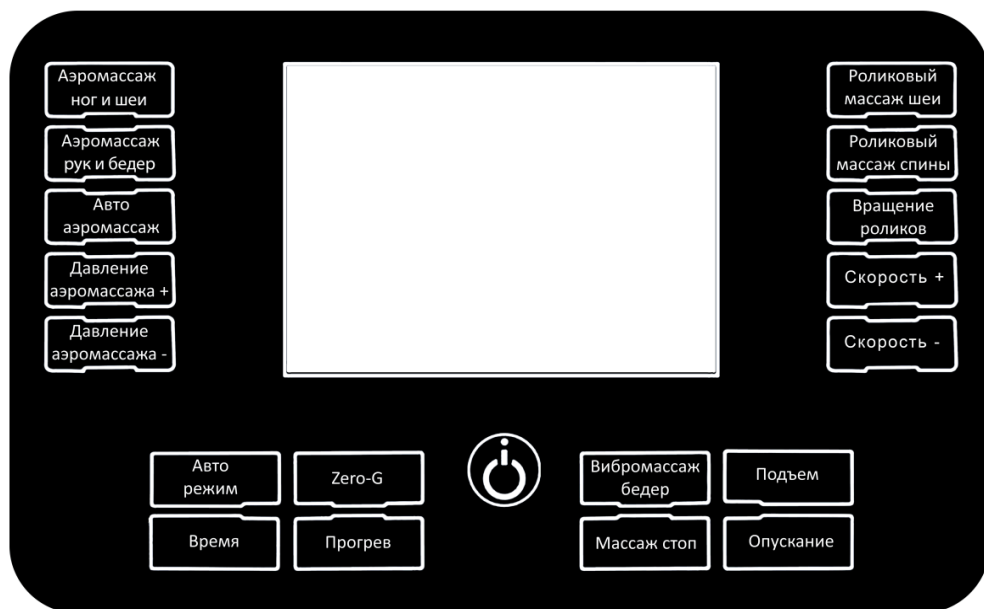 Аэромассаж
ног и шеи
Аэромассаж
рук и бедер
Авто
аэромассаж
Давление
аэромассажа +
Давление
аэромассажа -
Роликовый
массаж шеи
Роликовый
массаж спины
Вращение
роликов
Скорость +
Скорость -
Авто
режим
Zero-G
Время
Прогрев
Вибромассаж
бедер
Подъем
Массаж стоп
Опускание